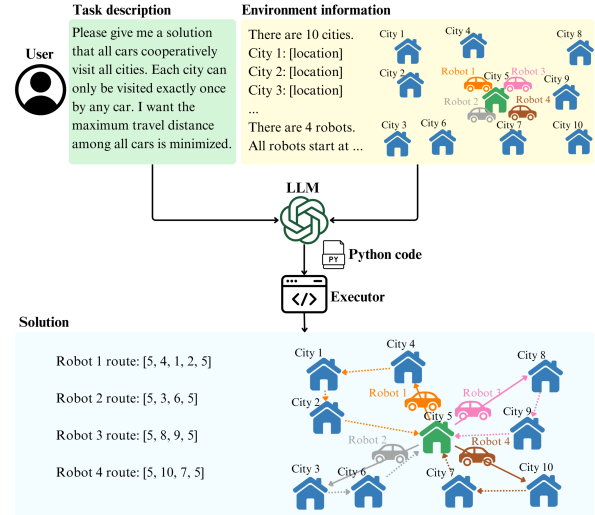 Task description
Environment information
User
Please give me a solution
that all cars cooperatively
visit all cities. Each city can
only be visited exactly once
by any car. I want the
maximum travel distance
among all cars is minimized.
There are 10 cities.
City 1: [location]
City 2: [location]
City 3: [location]
...
There are 4 robots.
All robots start at ...
City 1
City 4
City 8
City 2
Robot 1
City 5
Robot 3
City 9
Robot 2
Robot 4
City 3
City 6
City 7
City 10
LLM
PY
Python code
</>
Executor
Solution
Robot 1 route: [5, 4, 1, 2, 5]
Robot 2 route: [5, 3, 6, 5]
Robot 3 route: [5, 8, 9, 5]
Robot 4 route: [5, 10, 7, 5]
City 1
City 4
City 8
Robot 1
Robot 3
City 2
City 5
City 9
Robot 2
Robot 4
City 3
City 6
City 7
City 10